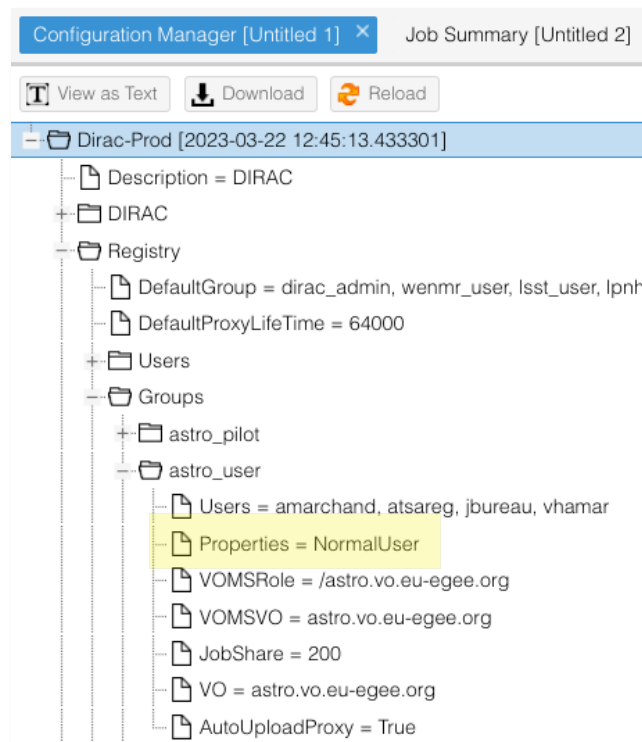 Configuration Manager [Untitled 1] × Job Summary [Untitled 2]
View as Text Download Reload
Dirac-Prod [2023-03-22 12:45:13.433301]
Description = DIRAC
DIRAC
Registry
DefaultGroup = dirac_admin, wenmr_user, lsst_user, lpnh
DefaultProxyLifeTime = 64000
Users
Groups
astro_pilot
astro_user
Users = amarchand, atsareg, jbureau, vhamar
Properties = NormalUser
VOMSRole = /astro.vo.eu-egee.org
VOMSVO = astro.vo.eu-egee.org
JobShare = 200
VO = astro.vo.eu-egee.org
AutoUploadProxy = True